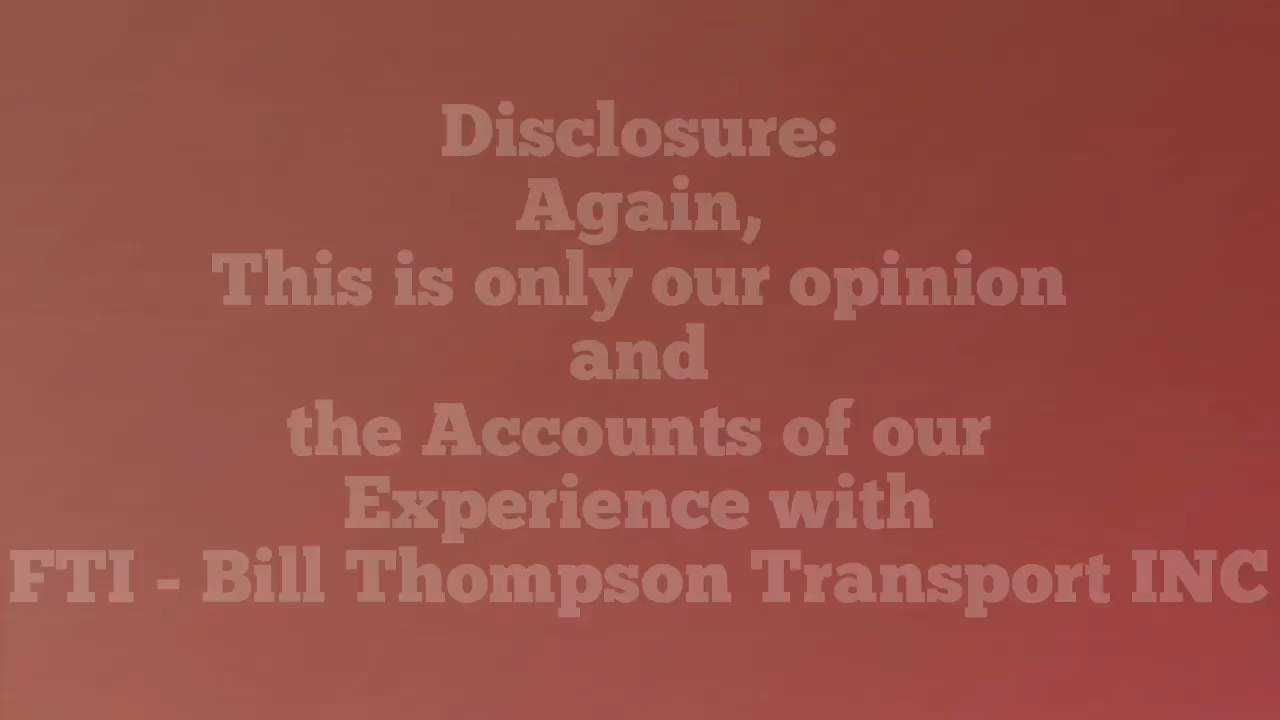 Disclosure:
Again,
This is only our opinion
and
the Accounts of our
Experience with
FTI - Bill Thompson Transport INC